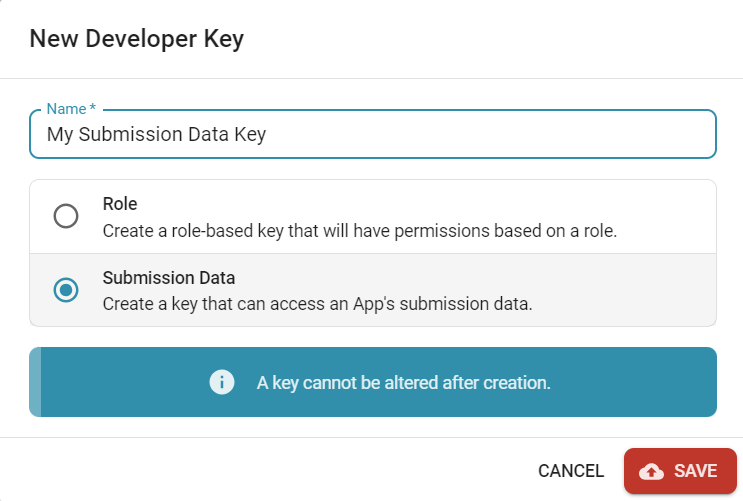 New Developer Key
Name *
My Submission Data Key
Role
Create a role-based key that will have permissions based on a role.
Submission Data
Create a key that can access an App's submission data.
A key cannot be altered after creation.
CANCEL
SAVE